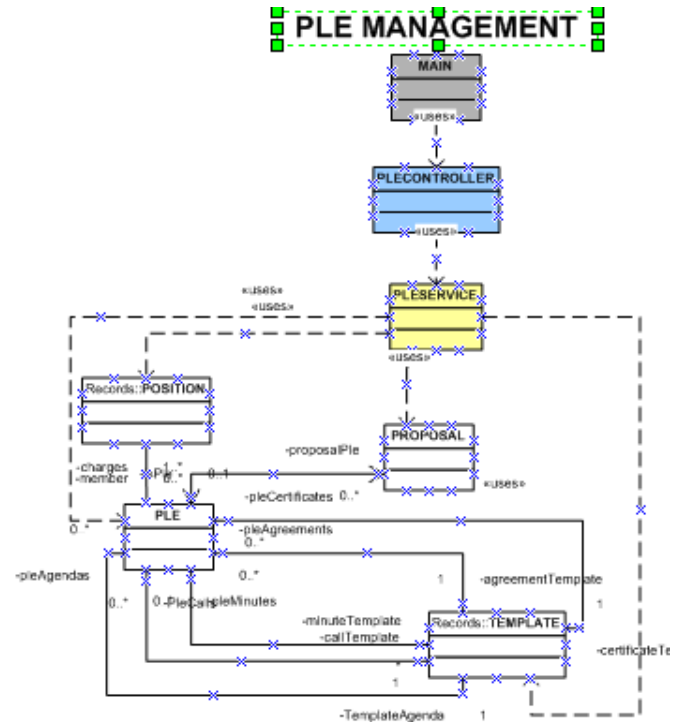 PLE MANAGEMENT
MAIN
«uses»
PLECONTROLLER
«uses»
«uses»
«uses»
PLESERVICE
«uses»
Records::POSITION
PROPOSAL
-proposalPle
-charges
-member
0..1
«uses»
-pleCertificates 0..*
PLE
0..*
-pleAgreements
0..*
-pleAgendas
0..*
1
-agreementTemplate
0..*
-pleMinutes
1
-minuteTemplate
Records::TEMPLATE
-callTemplate
-certificateTe
*
1
-TemplateAgenda
1